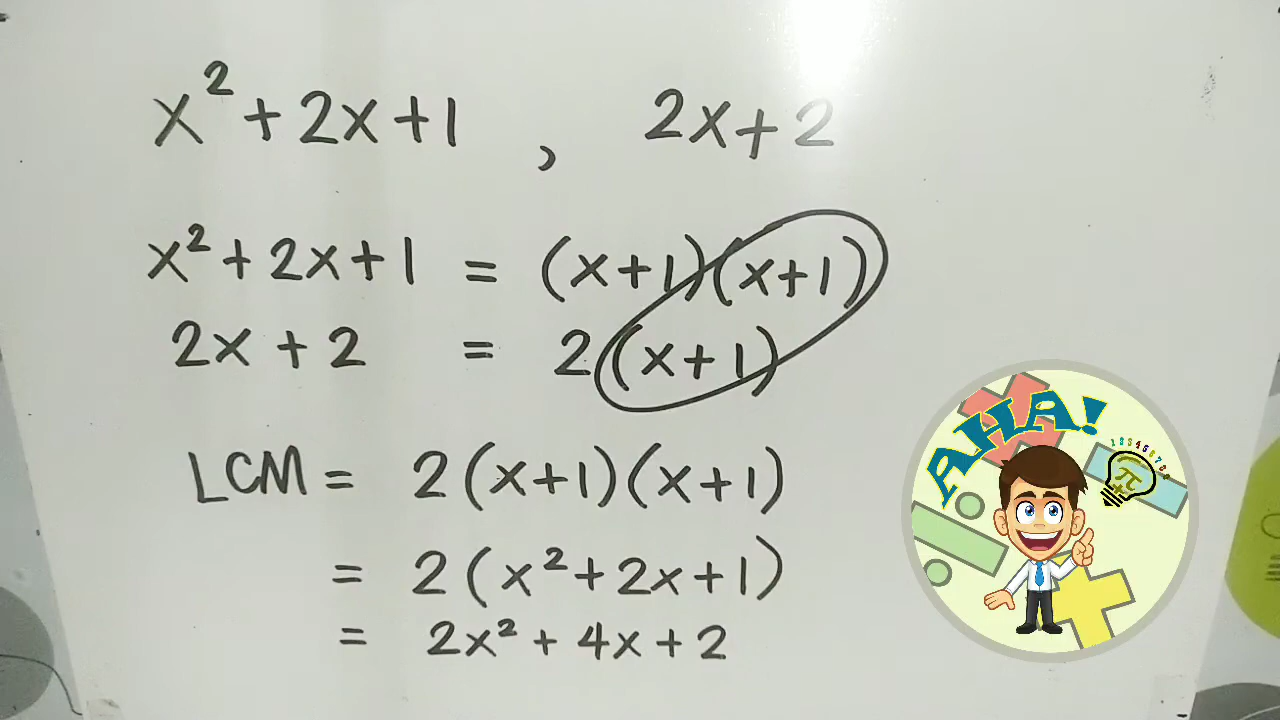 x² + 2x + 1 , 2x + 2
x² + 2x + 1 = (x + 1)(x + 1)
2x + 2 = 2(x + 1)
LCM = 2(x + 1)(x + 1)
= 2(x² + 2x + 1)
= 2x² + 4x + 2
AHA!
π